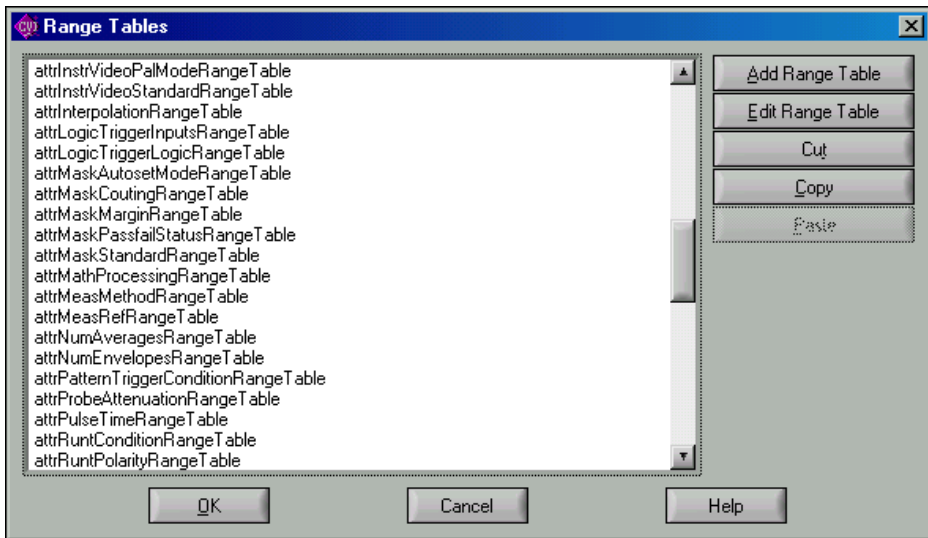 CVI Range Tables
attrInstrVideoPalModeRangeTable
attrInstrVideoStandardRangeTable
attrInterpolationRangeTable
attrLogicTriggerInputsRangeTable
attrLogicTriggerLogicRangeTable
attrMaskAutosetModeRangeTable
attrMaskCoutingRangeTable
attrMaskMarginRangeTable
attrMaskPassfailStatusRangeTable
attrMaskStandardRangeTable
attrMathProcessingRangeTable
attrMeasMethodRangeTable
attrMeasRefRangeTable
attrNumAveragesRangeTable
attrNumEnvelopesRangeTable
attrPatternTriggerConditionRangeTable
attrProbeAttenuationRangeTable
attrPulseTimeRangeTable
attrRuntConditionRangeTable
attrRuntPolarityRangeTable
Add Range Table
Edit Range Table
Cut
Copy
Paste
OK
Cancel
Help